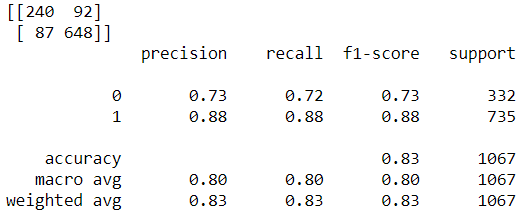 [[240  92]
 [ 87 648]]
              precision    recall  f1-score   support

           0       0.73      0.72      0.73       332
           1       0.88      0.88      0.88       735

    accuracy                           0.83      1067
   macro avg       0.80      0.80      0.80      1067
weighted avg       0.83      0.83      0.83      1067